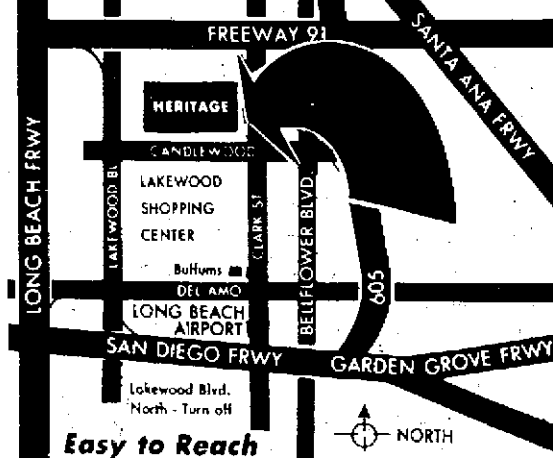 FREEWAY 91
SANTA ANA FRWY
HERITAGE
CANDLEWOOD
LONG BEACH FRWY
LAKEWOOD BL
LAKEWOOD
SHOPPING
CENTER
CLARK ST
BELLFLOWER BLVD.
605
Buffums
DEL AMO
LONG BEACH
AIRPORT
SAN DIEGO FRWY
GARDEN GROVE FRWY
Lakewood Blvd.
North - Turn off
Easy to Reach
NORTH